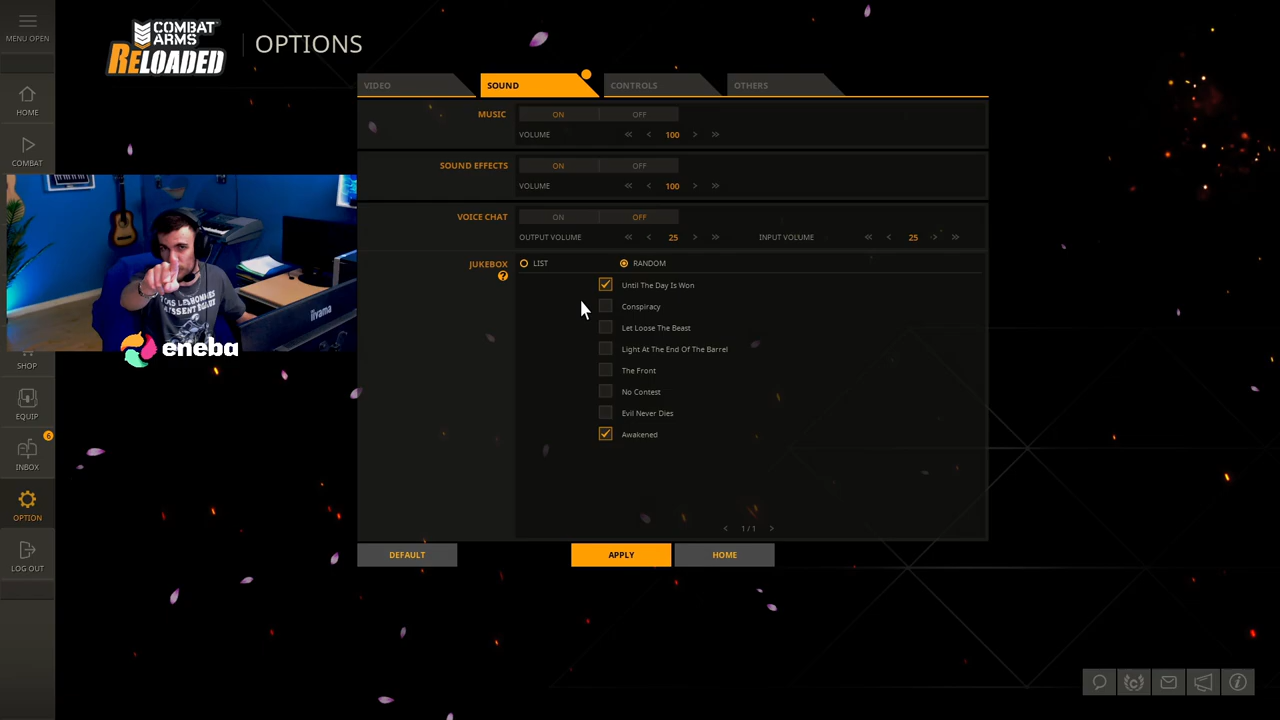 MENU OPEN
COMBAT
ARMS
RELOADED
OPTIONS
VIDEO
SOUND
CONTROLS
OTHERS
HOME
COMBAT
MUSIC
ON
OFF
VOLUME
100
SOUND EFFECTS
ON
OFF
VOLUME
100
VOICE CHAT
ON
OFF
OUTPUT VOLUME
25
INPUT VOLUME
25
JUKEBOX
?
LIST
RANDOM
Until The Day Is Won
Conspiracy
Let Loose The Beast
Light At The End Of The Barrel
The Front
No Contest
Evil Never Dies
Awakened
1 / 1
iiyama
eneba
SHOP
EQUIP
6
INBOX
OPTION
LOG OUT
DEFAULT
APPLY
HOME